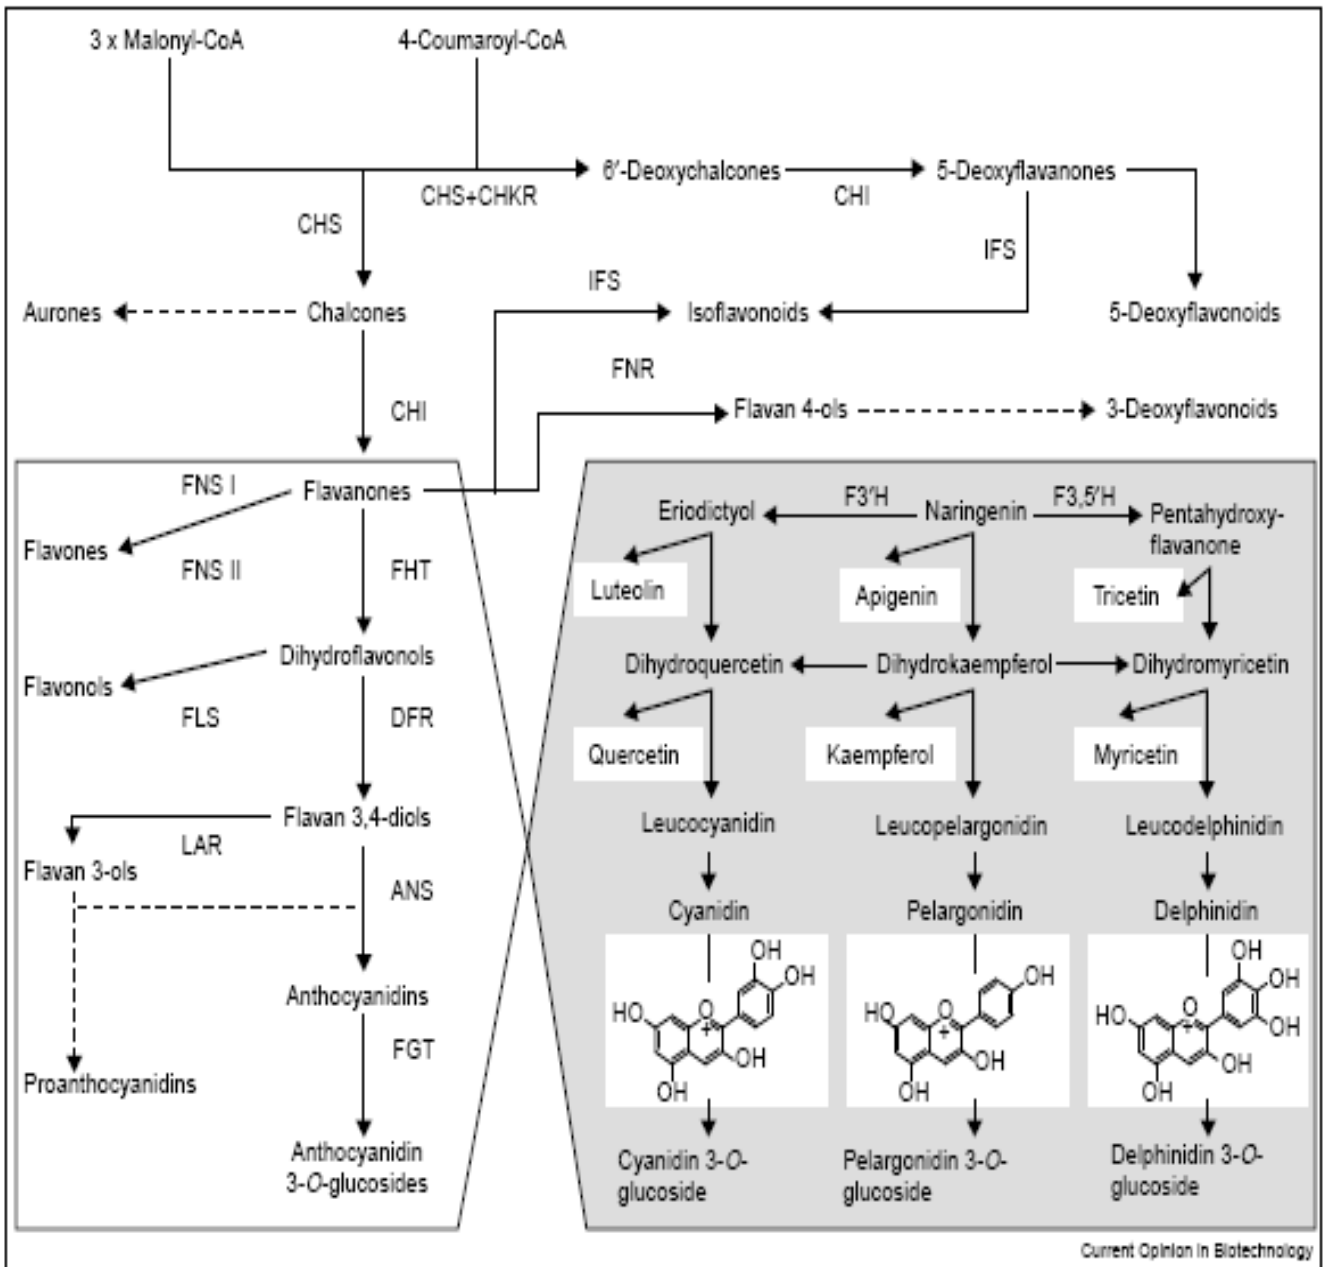 3 x Malonyl-CoA
4-Coumaroyl-CoA
6'-Deoxychalcones
5-Deoxyflavanones
CHS+CHKR
CHI
CHS
IFS
IFS
Aurones
Chalcones
Isoflavonoids
5-Deoxyflavonoids
FNR
CHI
Flavan 4-ols
3-Deoxyflavonoids
FNS I
Flavanones
Flavones
FNS II
FHT
Dihydroflavonols
Flavonols
FLS
DFR
Flavan 3,4-diols
LAR
Flavan 3-ols
ANS
Anthocyanidins
FGT
Proanthocyanidins
Anthocyanidin
3-O-glucosides
Eriodictyol
F3'H
Naringenin
F3,5'H
Pentahydroxy-
flavanone
Luteolin
Apigenin
Tricetin
Dihydroquercetin
Dihydrokaempferol
Dihydromyricetin
Quercetin
Kaempferol
Myricetin
Leucocyanidin
Leucopelargonidin
Leucodelphinidin
Cyanidin
Pelargonidin
Delphinidin
OH
OH
HO
O
+
OH
OH
OH
HO
O
+
OH
OH
OH
OH
HO
O
+
OH
OH
OH
Cyanidin 3-O-
glucoside
Pelargonidin 3-O-
glucoside
Delphinidin 3-O-
glucoside
Current Opinion in Biotechnology